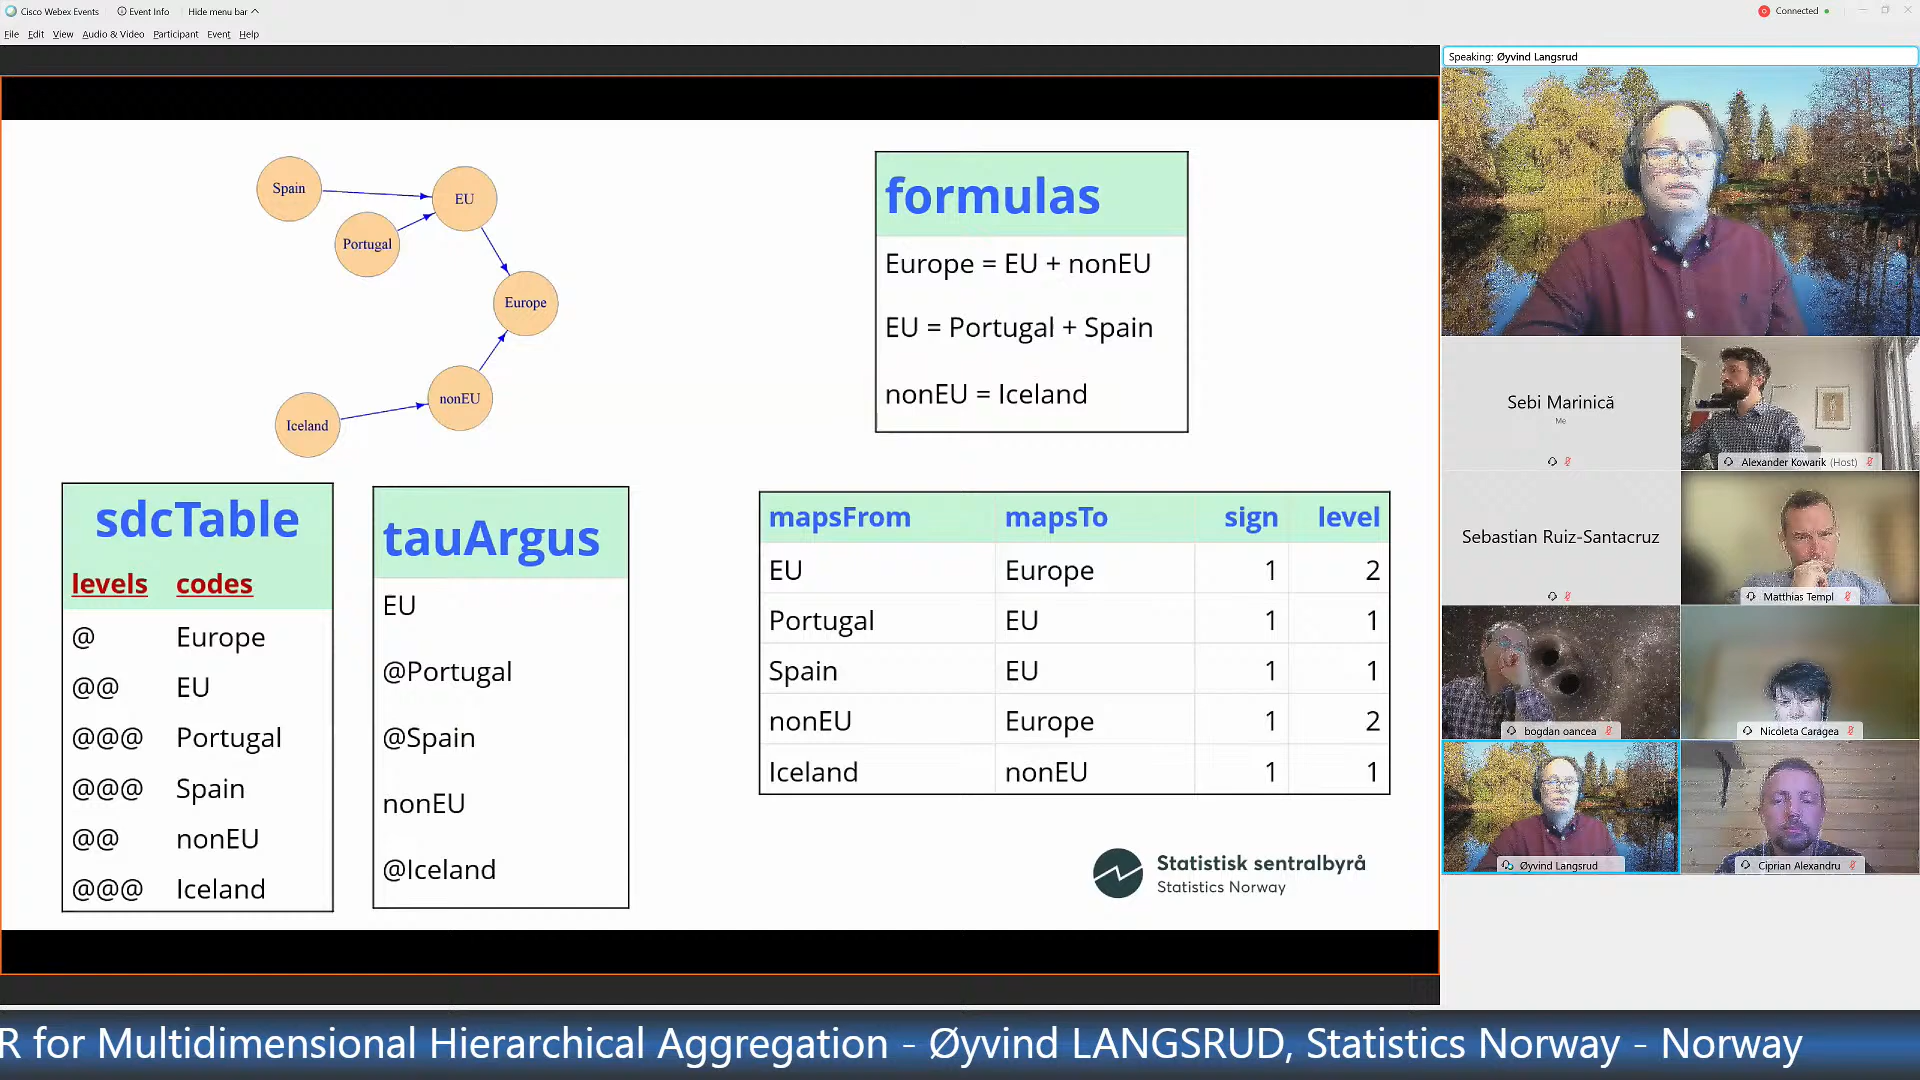 Cisco Webex Events
Event Info
Hide menu bar
Connected
File Edit View Audio & Video Participant Event Help
Speaking: Øyvind Langsrud
Spain
EU
Portugal
Europe
nonEU
Iceland
formulas
Europe = EU + nonEU
EU = Portugal + Spain
nonEU = Iceland
sdcTable
levels codes
@ Europe
@@ EU
@@@ Portugal
@@@ Spain
@@ nonEU
@@@ Iceland
tauArgus
EU
@Portugal
@Spain
nonEU
@Iceland
mapsFrom mapsTo sign level
EU Europe 1 2
Portugal EU 1 1
Spain EU 1 1
nonEU Europe 1 2
Iceland nonEU 1 1
Statistisk sentralbyrå
Statistics Norway
Sebi Marinică
Me
Alexander Kowarik (Host)
Sebastian Ruiz-Santacruz
Matthias Templ
bogdan oancea
Nicoleta Caragea
Øyvind Langsrud
Ciprian Alexandru
R for Multidimensional Hierarchical Aggregation - Øyvind LANGSRUD, Statistics Norway - Norway